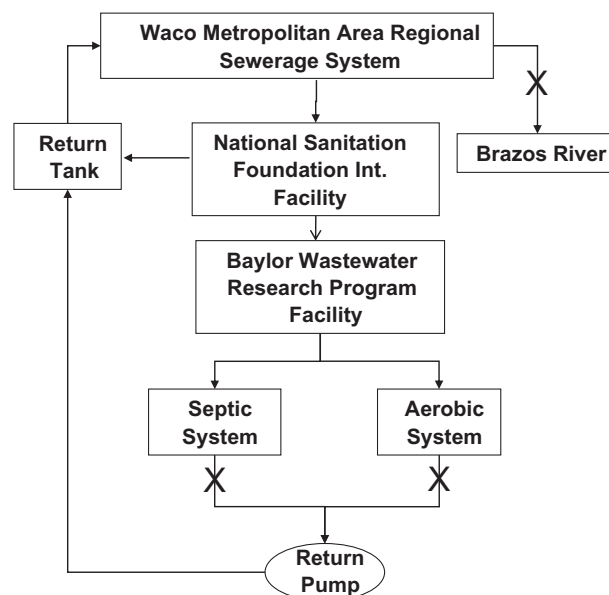 Waco Metropolitan Area Regional
Sewerage System
X
National Sanitation
Foundation Int.
Facility
Return
Tank
Brazos River
Baylor Wastewater
Research Program
Facility
Septic
System
Aerobic
System
X
X
Return
Pump